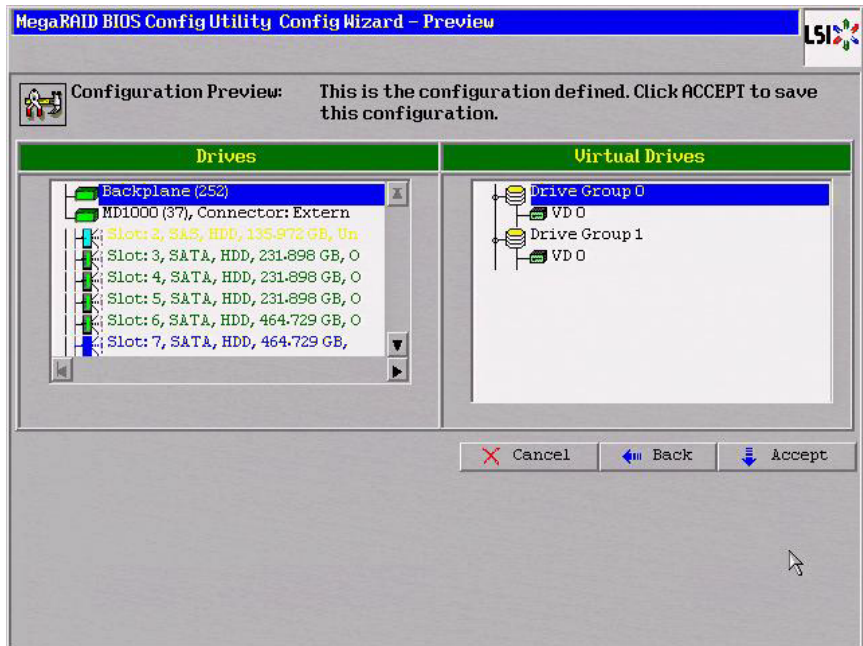 MegaRAID BIOS Config Utility Config Wizard – Preview
LSI
Configuration Preview: This is the configuration defined. Click ACCEPT to save
this configuration.
Drives
Backplane (252)
MD1000 (37), Connector: Extern
Slot: 2, SAS, HDD, 135.972 GB, Un
Slot: 3, SATA, HDD, 231.898 GB, O
Slot: 4, SATA, HDD, 231.898 GB, O
Slot: 5, SATA, HDD, 231.898 GB, O
Slot: 6, SATA, HDD, 464.729 GB, O
Slot: 7, SATA, HDD, 464.729 GB,
Virtual Drives
Drive Group 0
VD 0
Drive Group 1
VD 0
Cancel
Back
Accept